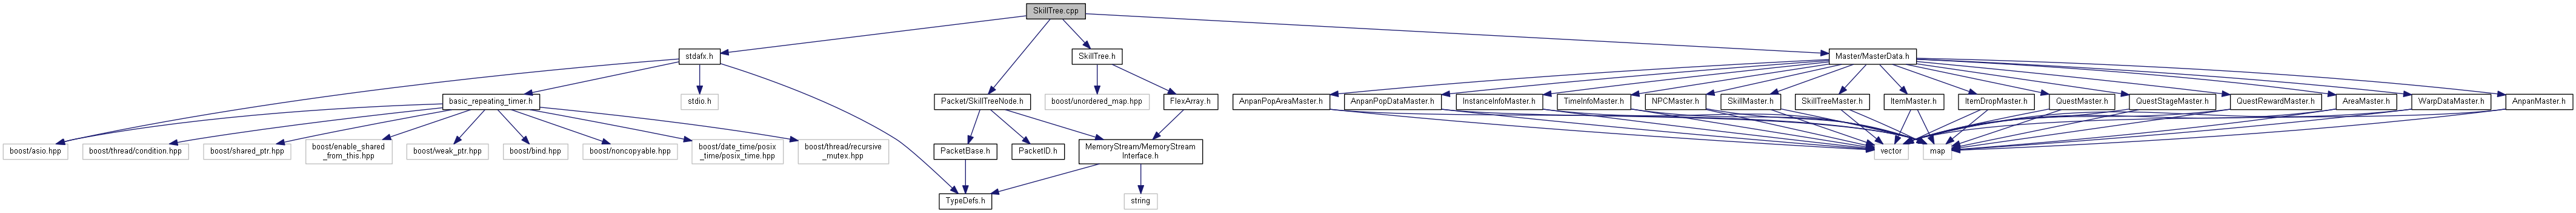 SkillTree.cpp
stdafx.h
SkillTree.h
Master/MasterData.h
basic_repeating_timer.h
stdio.h
Packet/SkillTreeNode.h
boost/unordered_map.hpp
FlexArray.h
AnpanPopAreaMaster.h
AnpanPopDataMaster.h
InstanceInfoMaster.h
TimeInfoMaster.h
NPCMaster.h
SkillMaster.h
SkillTreeMaster.h
ItemMaster.h
ItemDropMaster.h
QuestMaster.h
QuestStageMaster.h
QuestRewardMaster.h
AreaMaster.h
WarpDataMaster.h
AnpanMaster.h
boost/asio.hpp
boost/thread/condition.hpp
boost/shared_ptr.hpp
boost/enable_shared
_from_this.hpp
boost/weak_ptr.hpp
boost/bind.hpp
boost/noncopyable.hpp
boost/date_time/posix
_time/posix_time.hpp
boost/thread/recursive
_mutex.hpp
PacketBase.h
PacketID.h
MemoryStream/MemoryStream
Interface.h
vector
map
TypeDefs.h
string